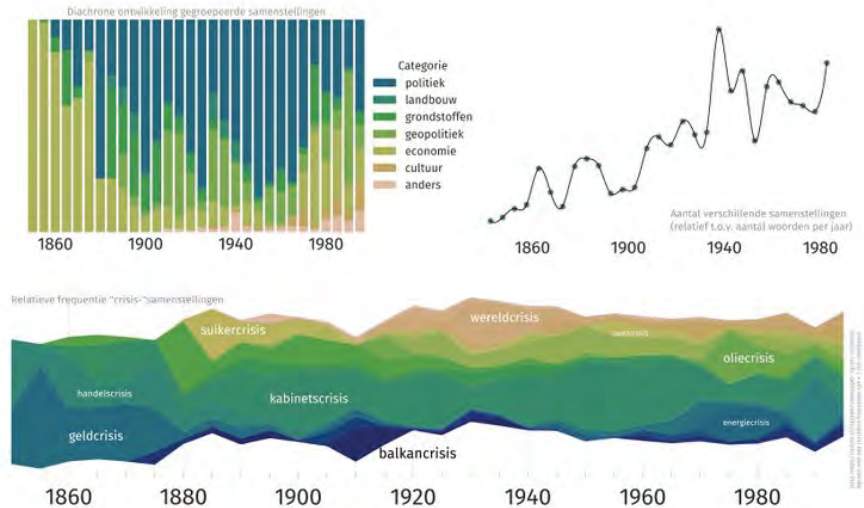 Diachrone ontwikkeling gegroepeerde samenstellingen
Categorie
politiek
landbouw
grondstoffen
geopolitiek
economie
cultuur
anders
1860 1900 1940 1980
Aantal verschillende samenstellingen
(relatief t.o.v. aantal woorden per jaar)
1860 1900 1940 1980
Relatieve frequentie "crisis-"samenstellingen
suikercrisis
wereldcrisis
oliecrisis
handelscrisis
kabinetscrisis
energiecrisis
geldcrisis
balkancrisis
1860 1880 1900 1920 1940 1960 1980